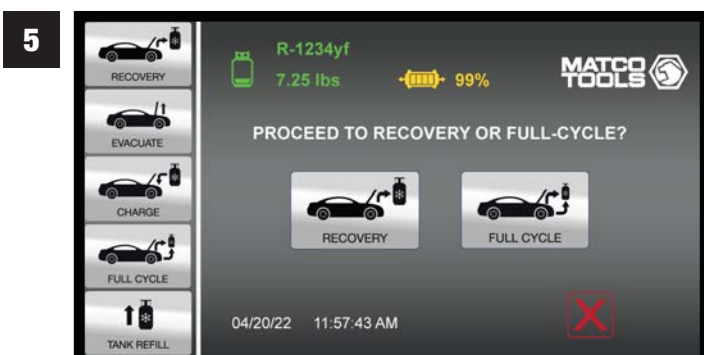 5
RECOVERY
EVACUATE
CHARGE
FULL CYCLE
TANK REFILL
R-1234yf
7.25 lbs
99%
MATCO
TOOLS
PROCEED TO RECOVERY OR FULL-CYCLE?
RECOVERY
FULL CYCLE
04/20/22 11:57:43 AM